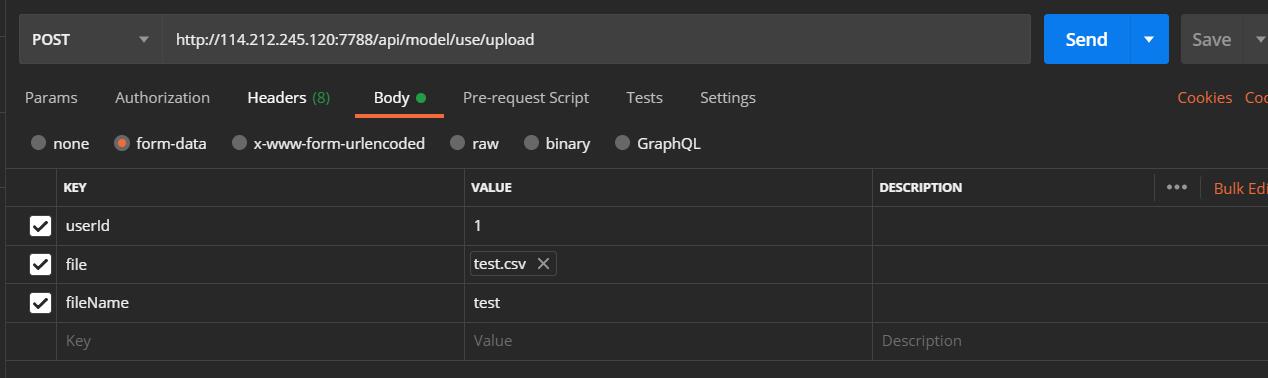 POST http://114.212.245.120:7788/api/model/use/upload Send Save
Params Authorization Headers (8) Body Pre-request Script Tests Settings Cookies Coo
none form-data x-www-form-urlencoded raw binary GraphQL
KEY VALUE DESCRIPTION ••• Bulk Edi
userId 1
file test.csv
fileName test
Key Value Description